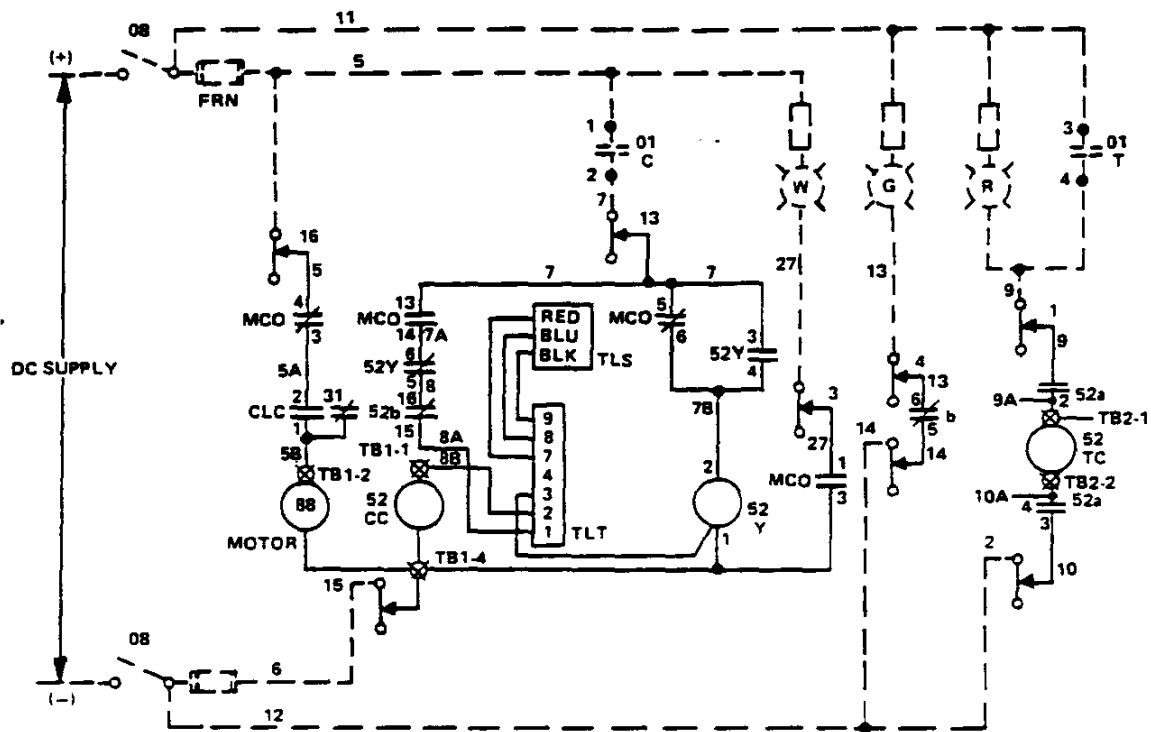 11
08
(+)
5
FRN
1
01
C
2
7
3
01
T
4
W
G
R
16
5
13
27
13
9
7
7
4
MCO
3
13
MCO
14
7A
RED
BLU
BLK
TLS
5
MCO
6
3
52Y
4
1
9
DC SUPPLY
5A
6
52Y
5
8
4
13
6
b
5
14
14
2
31
CLC
1
16
52b
15
9
8
7
4
3
2
1
TLT
7B
3
27
52a
9A
2
TB2-1
52
TC
TB2-2
5B
TB1-2
TB1-1
8A
8B
88
MOTOR
52
CC
2
52
Y
1
1
MCO
3
10A
4
52a
3
TB1-4
15
2
10
08
6
(-)
12